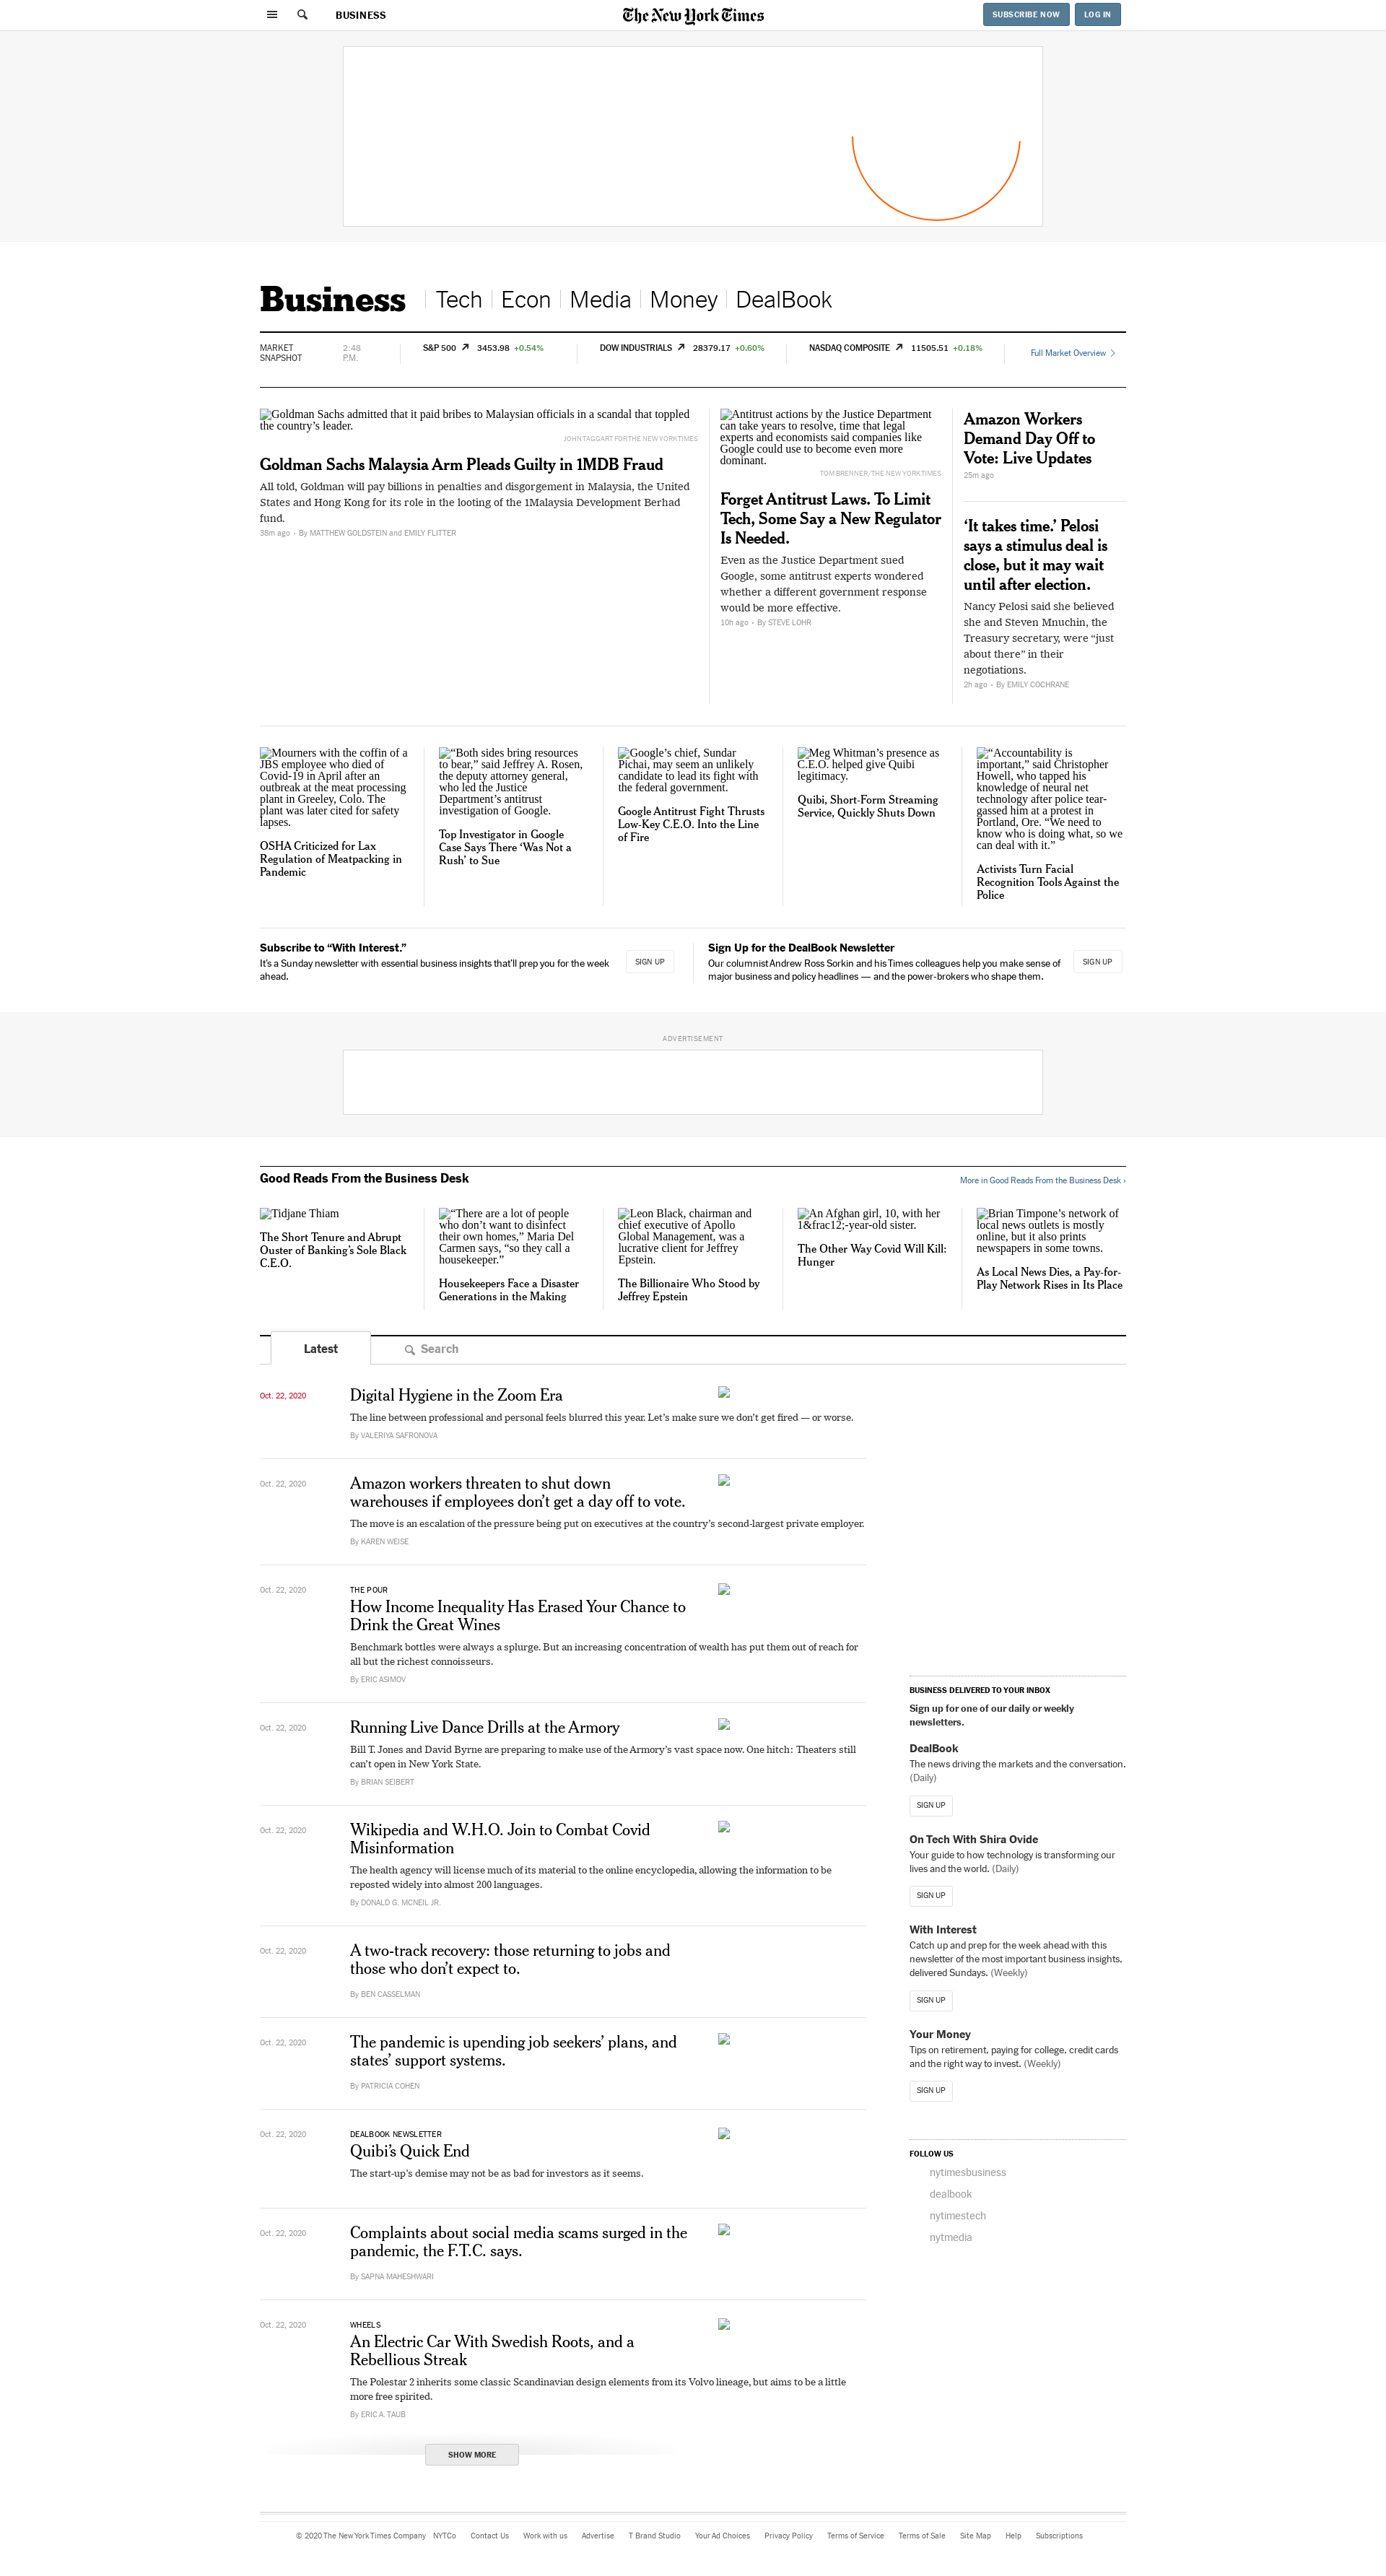 BUSINESS
The New York Times
SUBSCRIBE NOW
LOG IN
Business
Tech
Econ
Media
Money
DealBook
MARKET
SNAPSHOT
2:48
P.M.
S&P 500 3453.98 +0.54%
DOW INDUSTRIALS 28379.17 +0.60%
NASDAQ COMPOSITE 11505.51 +0.18%
Full Market Overview
Goldman Sachs admitted that it paid bribes to Malaysian officials in a scandal that toppled
the country’s leader.
JOHN TAGGART FOR THE NEW YORK TIMES
Goldman Sachs Malaysia Arm Pleads Guilty in 1MDB Fraud
All told, Goldman will pay billions in penalties and disgorgement in Malaysia, the United
States and Hong Kong for its role in the looting of the 1Malaysia Development Berhad
fund.
38m ago • By MATTHEW GOLDSTEIN and EMILY FLITTER
Antitrust actions by the Justice Department
can take years to resolve, time that legal
experts and economists said companies like
Google could use to become even more
dominant.
TOM BRENNER/THE NEW YORK TIMES
Forget Antitrust Laws. To Limit
Tech, Some Say a New Regulator
Is Needed.
Even as the Justice Department sued
Google, some antitrust experts wondered
whether a different government response
would be more effective.
10h ago • By STEVE LOHR
Amazon Workers
Demand Day Off to
Vote: Live Updates
25m ago
‘It takes time.’ Pelosi
says a stimulus deal is
close, but it may wait
until after election.
Nancy Pelosi said she believed
she and Steven Mnuchin, the
Treasury secretary, were “just
about there” in their
negotiations.
2h ago • By EMILY COCHRANE
Mourners with the coffin of a
JBS employee who died of
Covid-19 in April after an
outbreak at the meat processing
plant in Greeley, Colo. The
plant was later cited for safety
lapses.
OSHA Criticized for Lax
Regulation of Meatpacking in
Pandemic
“Both sides bring resources
to bear,” said Jeffrey A. Rosen,
the deputy attorney general,
who led the Justice
Department’s antitrust
investigation of Google.
Top Investigator in Google
Case Says There ‘Was Not a
Rush’ to Sue
Google’s chief, Sundar
Pichai, may seem an unlikely
candidate to lead its fight with
the federal government.
Google Antitrust Fight Thrusts
Low-Key C.E.O. Into the Line
of Fire
Meg Whitman’s presence as
C.E.O. helped give Quibi
legitimacy.
Quibi, Short-Form Streaming
Service, Quickly Shuts Down
“Accountability is
important,” said Christopher
Howell, who tapped his
knowledge of neural net
technology after police tear-
gassed him at a protest in
Portland, Ore. “We need to
know who is doing what, so we
can deal with it.”
Activists Turn Facial
Recognition Tools Against the
Police
Subscribe to “With Interest.”
It’s a Sunday newsletter with essential business insights that’ll prep you for the week
ahead.
SIGN UP
Sign Up for the DealBook Newsletter
Our columnist Andrew Ross Sorkin and his Times colleagues help you make sense of
major business and policy headlines — and the power-brokers who shape them.
SIGN UP
ADVERTISEMENT
Good Reads From the Business Desk
More in Good Reads From the Business Desk ›
Tidjane Thiam
The Short Tenure and Abrupt
Ouster of Banking’s Sole Black
C.E.O.
“There are a lot of people
who don’t want to disinfect
their own homes,” Maria Del
Carmen says, “so they call a
housekeeper.”
Housekeepers Face a Disaster
Generations in the Making
Leon Black, chairman and
chief executive of Apollo
Global Management, was a
lucrative client for Jeffrey
Epstein.
The Billionaire Who Stood by
Jeffrey Epstein
An Afghan girl, 10, with her
1&frac12;-year-old sister.
The Other Way Covid Will Kill:
Hunger
Brian Timpone’s network of
local news outlets is mostly
online, but it also prints
newspapers in some towns.
As Local News Dies, a Pay-for-
Play Network Rises in Its Place
Latest
Search
Oct. 22, 2020
Digital Hygiene in the Zoom Era
The line between professional and personal feels blurred this year. Let’s make sure we don’t get fired — or worse.
By VALERIYA SAFRONOVA
Oct. 22, 2020
Amazon workers threaten to shut down
warehouses if employees don’t get a day off to vote.
The move is an escalation of the pressure being put on executives at the country’s second-largest private employer.
By KAREN WEISE
Oct. 22, 2020
THE POUR
How Income Inequality Has Erased Your Chance to
Drink the Great Wines
Benchmark bottles were always a splurge. But an increasing concentration of wealth has put them out of reach for
all but the richest connoisseurs.
By ERIC ASIMOV
Oct. 22, 2020
Running Live Dance Drills at the Armory
Bill T. Jones and David Byrne are preparing to make use of the Armory’s vast space now. One hitch: Theaters still
can’t open in New York State.
By BRIAN SEIBERT
Oct. 22, 2020
Wikipedia and W.H.O. Join to Combat Covid
Misinformation
The health agency will license much of its material to the online encyclopedia, allowing the information to be
reposted widely into almost 200 languages.
By DONALD G. MCNEIL JR.
Oct. 22, 2020
A two-track recovery: those returning to jobs and
those who don’t expect to.
By BEN CASSELMAN
Oct. 22, 2020
The pandemic is upending job seekers’ plans, and
states’ support systems.
By PATRICIA COHEN
Oct. 22, 2020
DEALBOOK NEWSLETTER
Quibi’s Quick End
The start-up’s demise may not be as bad for investors as it seems.
Oct. 22, 2020
Complaints about social media scams surged in the
pandemic, the F.T.C. says.
By SAPNA MAHESHWARI
Oct. 22, 2020
WHEELS
An Electric Car With Swedish Roots, and a
Rebellious Streak
The Polestar 2 inherits some classic Scandinavian design elements from its Volvo lineage, but aims to be a little
more free spirited.
By ERIC A. TAUB
SHOW MORE
BUSINESS DELIVERED TO YOUR INBOX
Sign up for one of our daily or weekly
newsletters.
DealBook
The news driving the markets and the conversation.
(Daily)
SIGN UP
On Tech With Shira Ovide
Your guide to how technology is transforming our
lives and the world. (Daily)
SIGN UP
With Interest
Catch up and prep for the week ahead with this
newsletter of the most important business insights,
delivered Sundays. (Weekly)
SIGN UP
Your Money
Tips on retirement, paying for college, credit cards
and the right way to invest. (Weekly)
SIGN UP
FOLLOW US
nytimesbusiness
dealbook
nytimestech
nytmedia
© 2020 The New York Times Company NYTCo Contact Us Work with us Advertise T Brand Studio Your Ad Choices Privacy Policy Terms of Service Terms of Sale Site Map Help Subscriptions